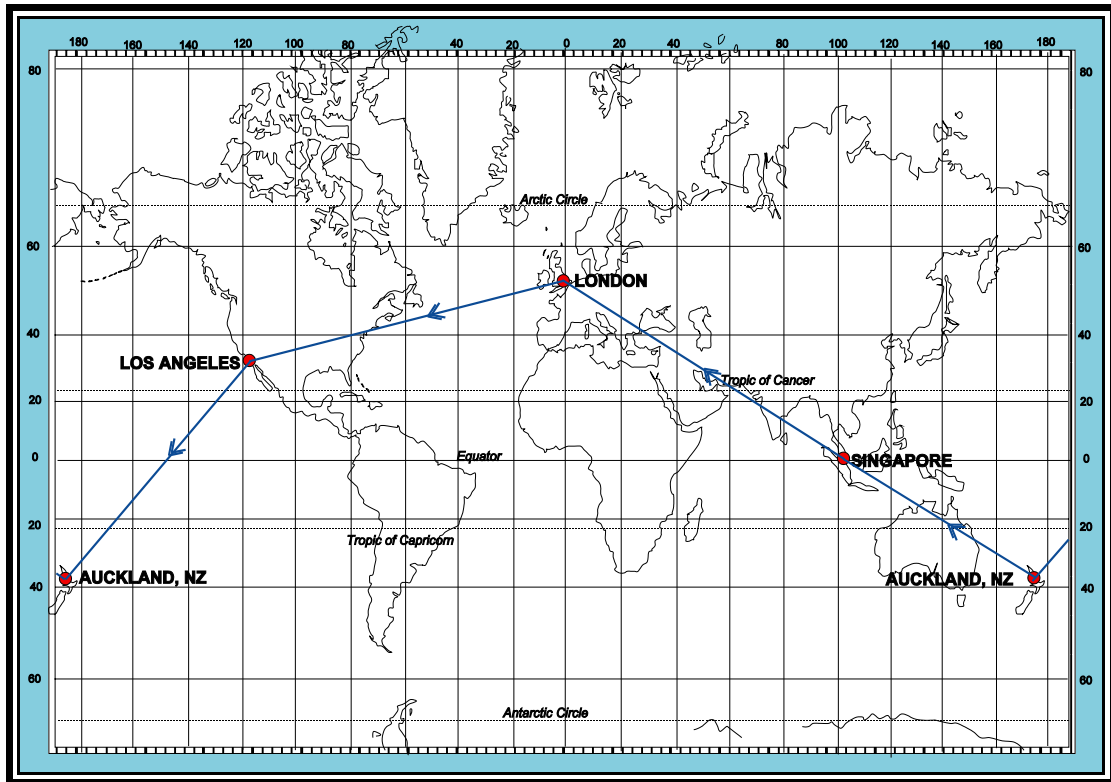 180 160 140 120 100 80 60 40 20 0 20 40 60 80 100 120 140 160 180
80 80
Arctic Circle
60 60
LONDON
40 40
LOS ANGELES
Tropic of Cancer
20 20
Equator
0 0
SINGAPORE
20 20
Tropic of Capricorn
AUCKLAND, NZ AUCKLAND, NZ
40 40
60 60
Antarctic Circle